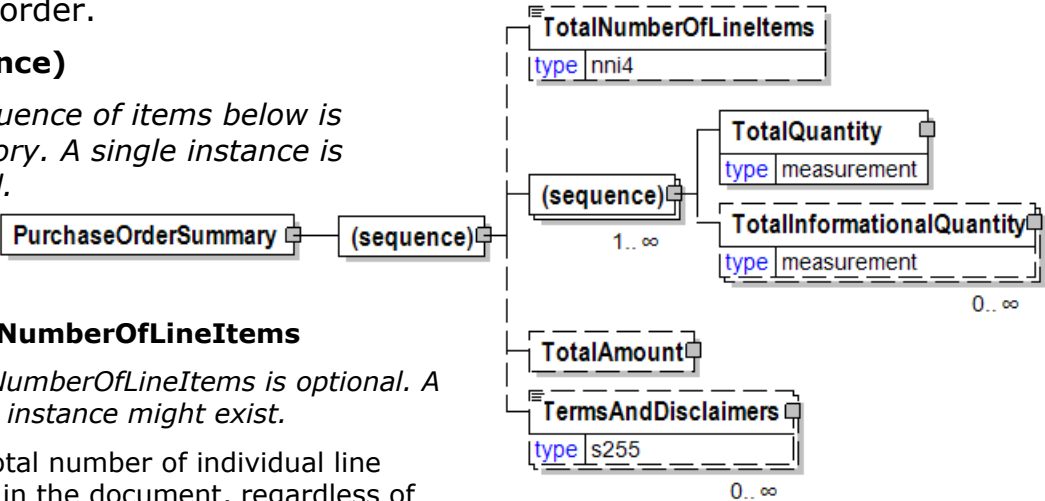 order.
nce)
uence of items below is
ory. A single instance is
PurchaseOrderSummary
(sequence)
NumberOfLineItems
NumberOfLineItems is optional. A
instance might exist.
otal number of individual line
in the document, regardless of
TotalNumberOfLineItems
type nni4
(sequence)
1.. ∞
TotalQuantity
type measurement
TotalInformationalQuantity
type measurement
0.. ∞
TotalAmount
TermsAndDisclaimers
type s255
0.. ∞